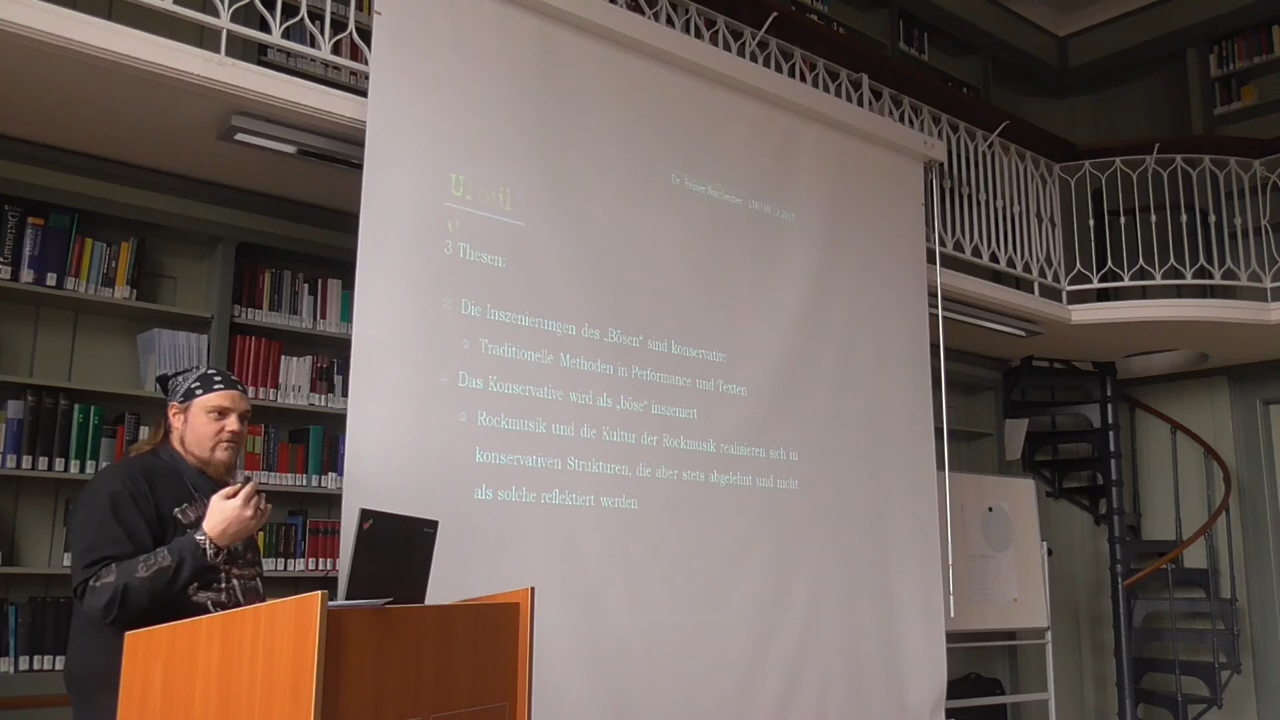 Dictionary
Dr.
3 Thesen:
Die Inszenierungen des „Bösen“ sind konservativ:
Traditionelle Methoden in Performance und Texten
Das Konservative wird als „böse“ inszeniert
Rockmusik und die Kultur der Rockmusik realisieren sich in
konservativen Strukturen, die aber stets abgelehnt und nicht
als solche reflektiert werden